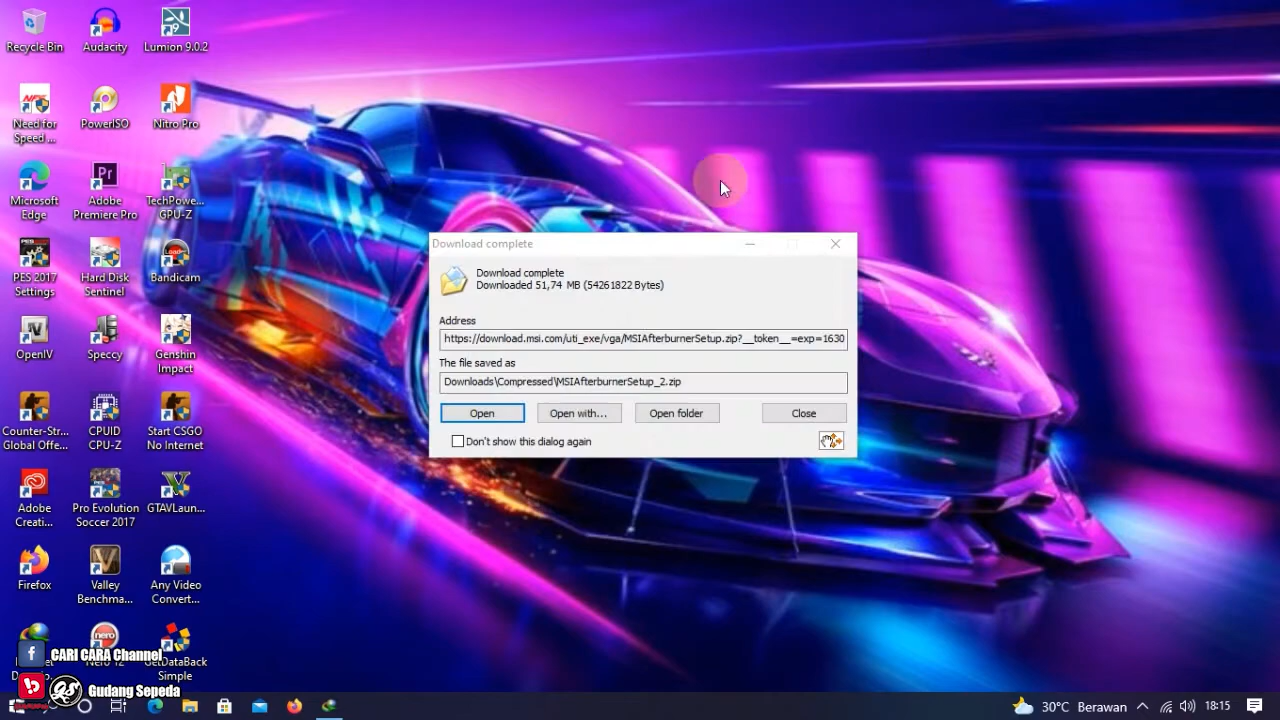 Recycle Bin
Audacity
Lumion 9.0.2
Need for
Speed ...
PowerISO
Nitro Pro
Microsoft
Edge
Adobe
Premiere Pro
TechPowe...
GPU-Z
PES 2017
Settings
Hard Disk
Sentinel
Bandicam
OpenIV
Speccy
Genshin
Impact
Counter-Str...
Global Offe...
CPUID
CPU-Z
Start CSGO
No Internet
Adobe
Creati...
Pro Evolution
Soccer 2017
GTAVLaun...
Firefox
Valley
Benchma...
Any Video
Convert...
GetDataBack
Simple
Download complete
Download complete
Downloaded 51,74 MB (54261822 Bytes)
Address
https://download.msi.com/uti_exe/vga/MSIAfterburnerSetup.zip?__token__=exp=1630
The file saved as
Downloads\Compressed\MSIAfterburnerSetup_2.zip
Open
Open with...
Open folder
Close
Don't show this dialog again
CARI CARA Channel
Gudang Sepeda
30°C Berawan
18:15